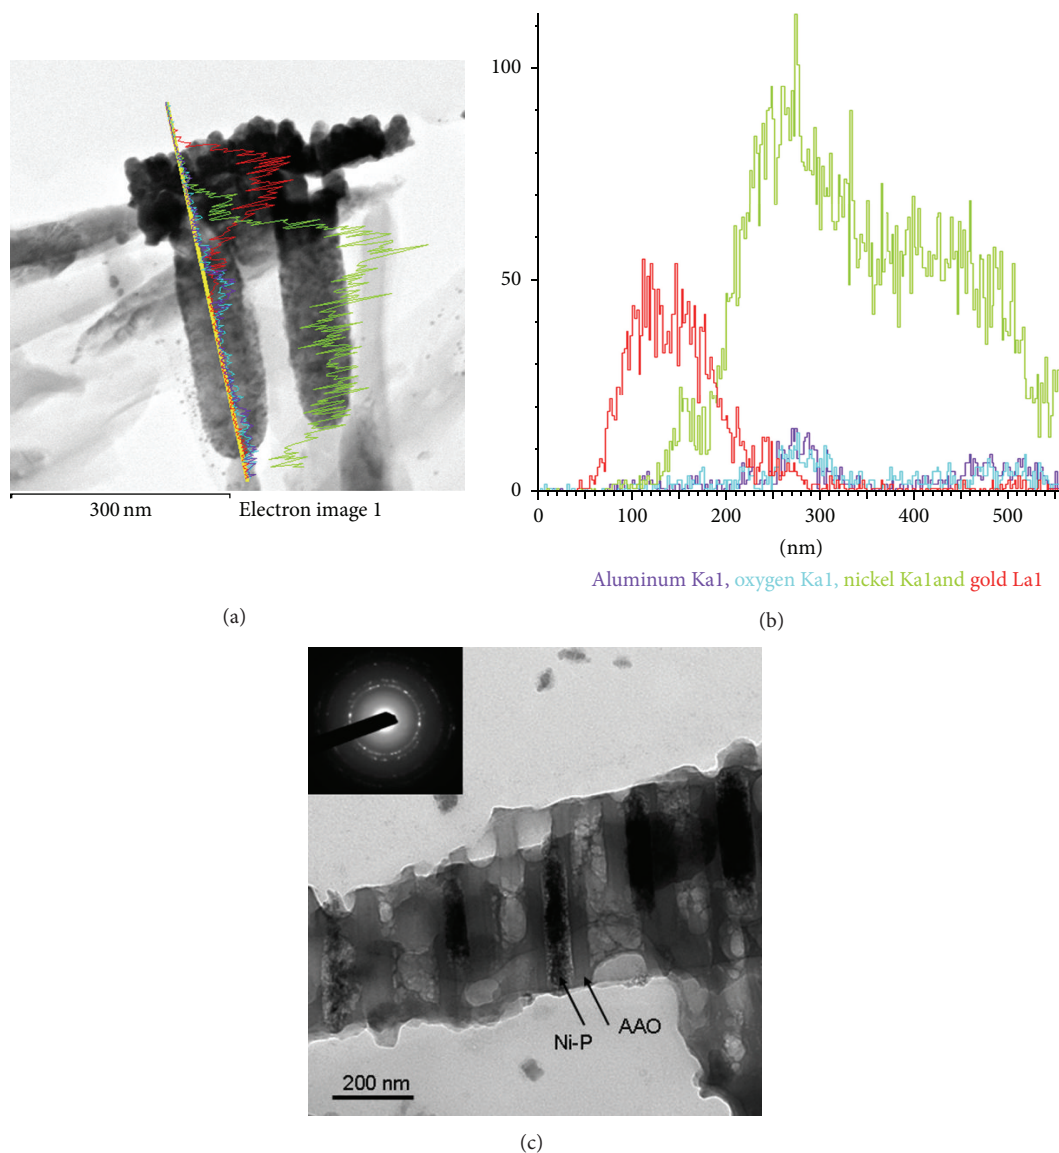 300 nm
Electron image 1
(a)
100
50
0
0 100 200 300 400 500
(nm)
Aluminum Ka1, oxygen Ka1, nickel Ka1and gold La1
(b)
Ni-P
AAO
200 nm
(c)